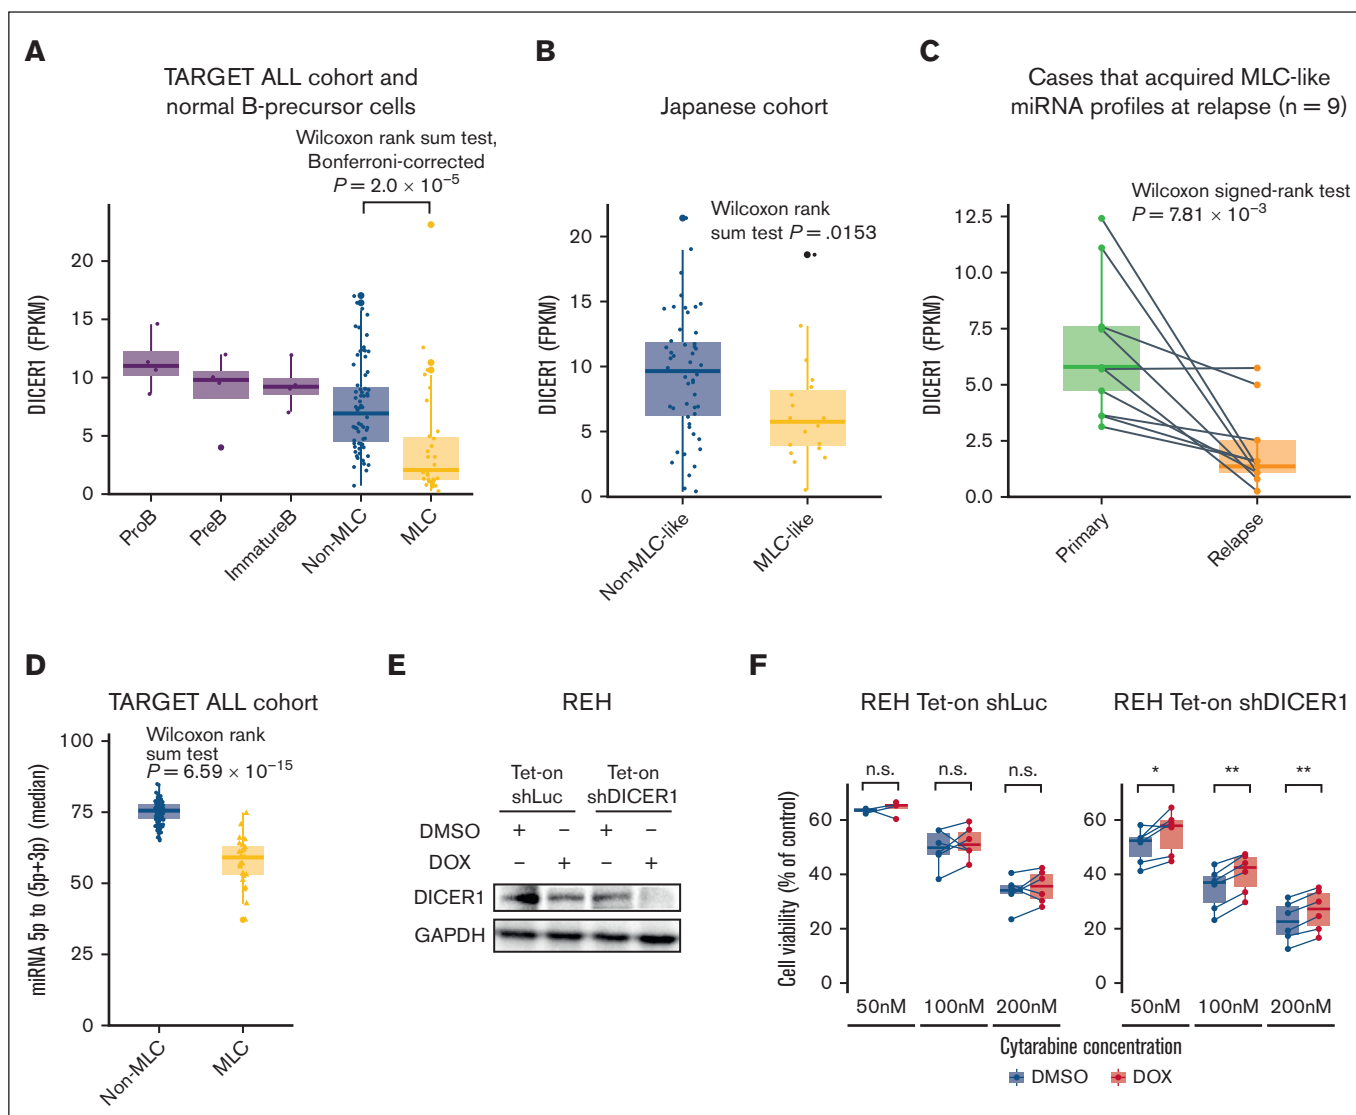 A
TARGET ALL cohort and
normal B-precursor cells
Wilcoxon rank sum test,
Bonferroni-corrected
P = 2.0 × 10⁻⁵
DICER1 (FPKM)
20
15
10
5
0
ProB
PreB
ImmatureB
Non-MLC
MLC
B
Japanese cohort
Wilcoxon rank
sum test P = .0153
DICER1 (FPKM)
20
15
10
5
0
Non-MLC-like
MLC-like
C
Cases that acquired MLC-like
miRNA profiles at relapse (n = 9)
Wilcoxon signed-rank test
P = 7.81 × 10⁻³
DICER1 (FPKM)
12.5
10.0
7.5
5.0
2.5
0.0
Primary
Relapse
D
TARGET ALL cohort
Wilcoxon rank
sum test
P = 6.59 × 10⁻¹⁵
miRNA 5p to (5p+3p) (median)
100
75
50
25
0
Non-MLC
MLC
E
REH
Tet-on Tet-on
shLuc shDICER1
DMSO + − + −
DOX − + − +
DICER1
GAPDH
F
REH Tet-on shLuc
REH Tet-on shDICER1
n.s. n.s. n.s.
* ** **
Cell viability (% of control)
60
40
20
0
50nM 100nM 200nM
60
40
20
0
50nM 100nM 200nM
Cytarabine concentration
DMSO DOX